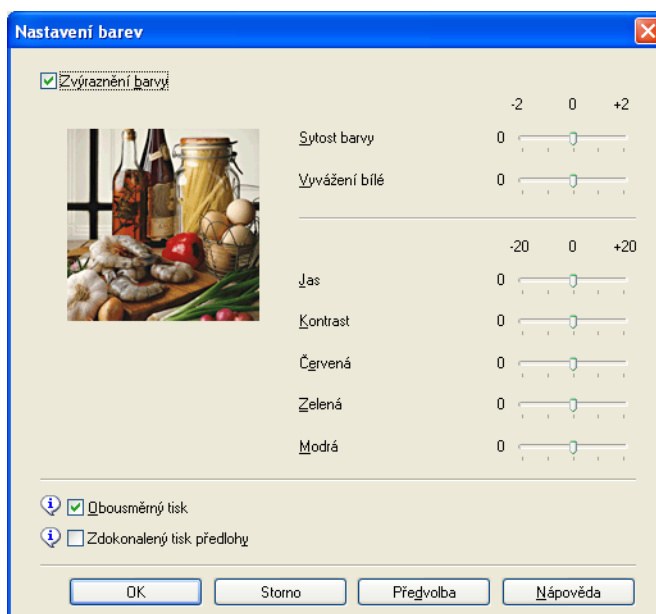 Nastavení barev
Zvýraznění barvy
-2 0 +2
Sytost barvy 0
Vyvážení bílé 0
-20 0 +20
Jas 0
Kontrast 0
Červená 0
Zelená 0
Modrá 0
Obousměrný tisk
Zdokonalený tisk předlohy
OK Storno Předvolba Nápověda